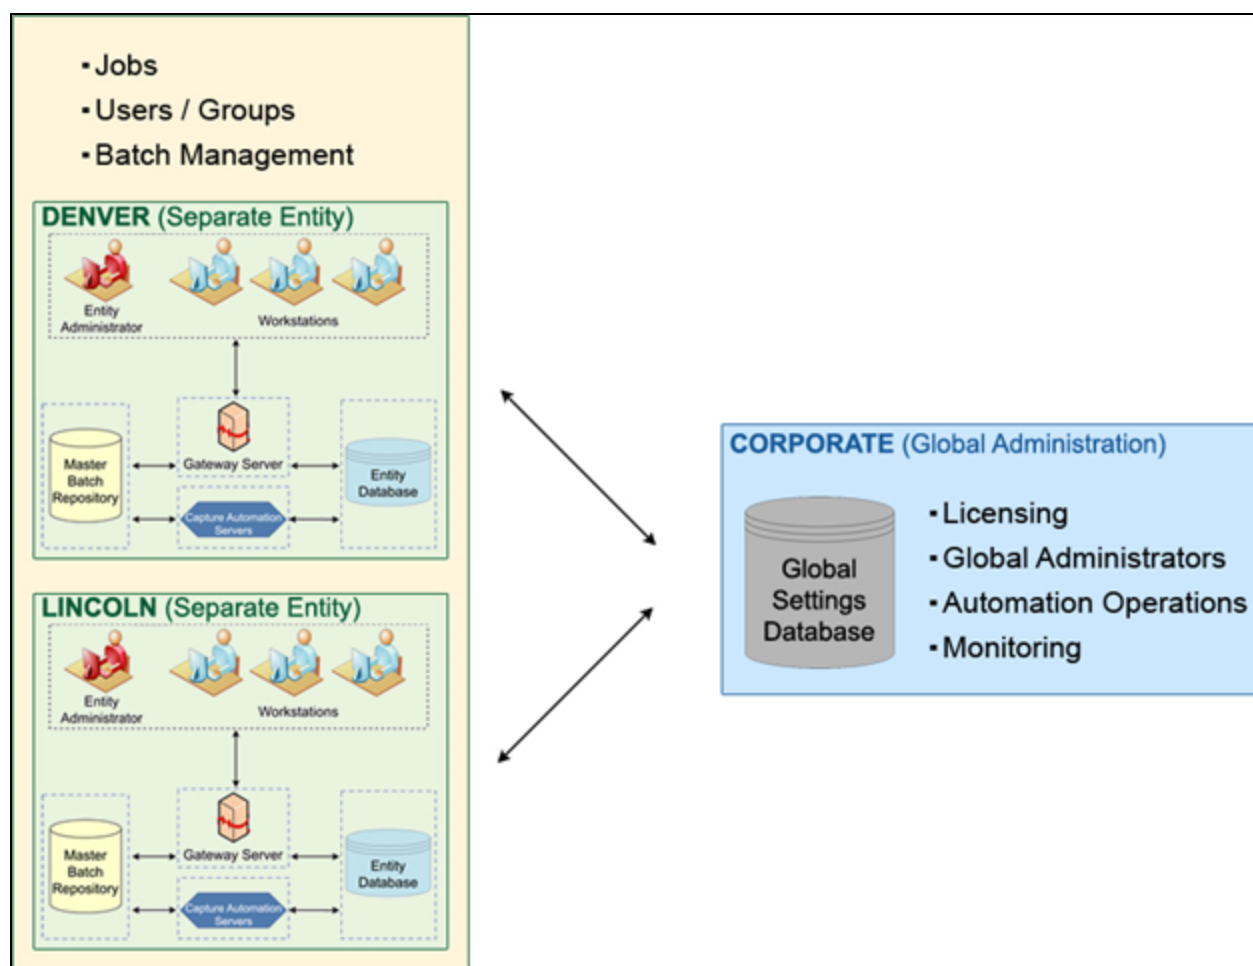 ▪ Jobs
▪ Users / Groups
▪ Batch Management
DENVER (Separate Entity)
Entity
Administrator
Workstations
Master
Batch
Repository
Gateway Server
Entity
Database
Capture Automation
Servers
LINCOLN (Separate Entity)
Entity
Administrator
Workstations
Master
Batch
Repository
Gateway Server
Entity
Database
Capture Automation
Servers
CORPORATE (Global Administration)
Global
Settings
Database
▪ Licensing
▪ Global Administrators
▪ Automation Operations
▪ Monitoring